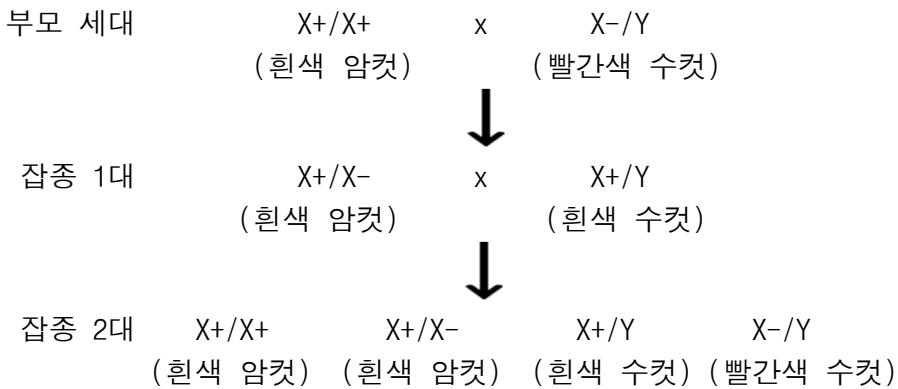 부모 세대 X+/X+ x X-/Y
(흰색 암컷) (빨간색 수컷)
잡종 1대 X+/X- x X+/Y
(흰색 암컷) (흰색 수컷)
잡종 2대 X+/X+ X+/X- X+/Y X-/Y
(흰색 암컷) (흰색 암컷) (흰색 수컷) (빨간색 수컷)